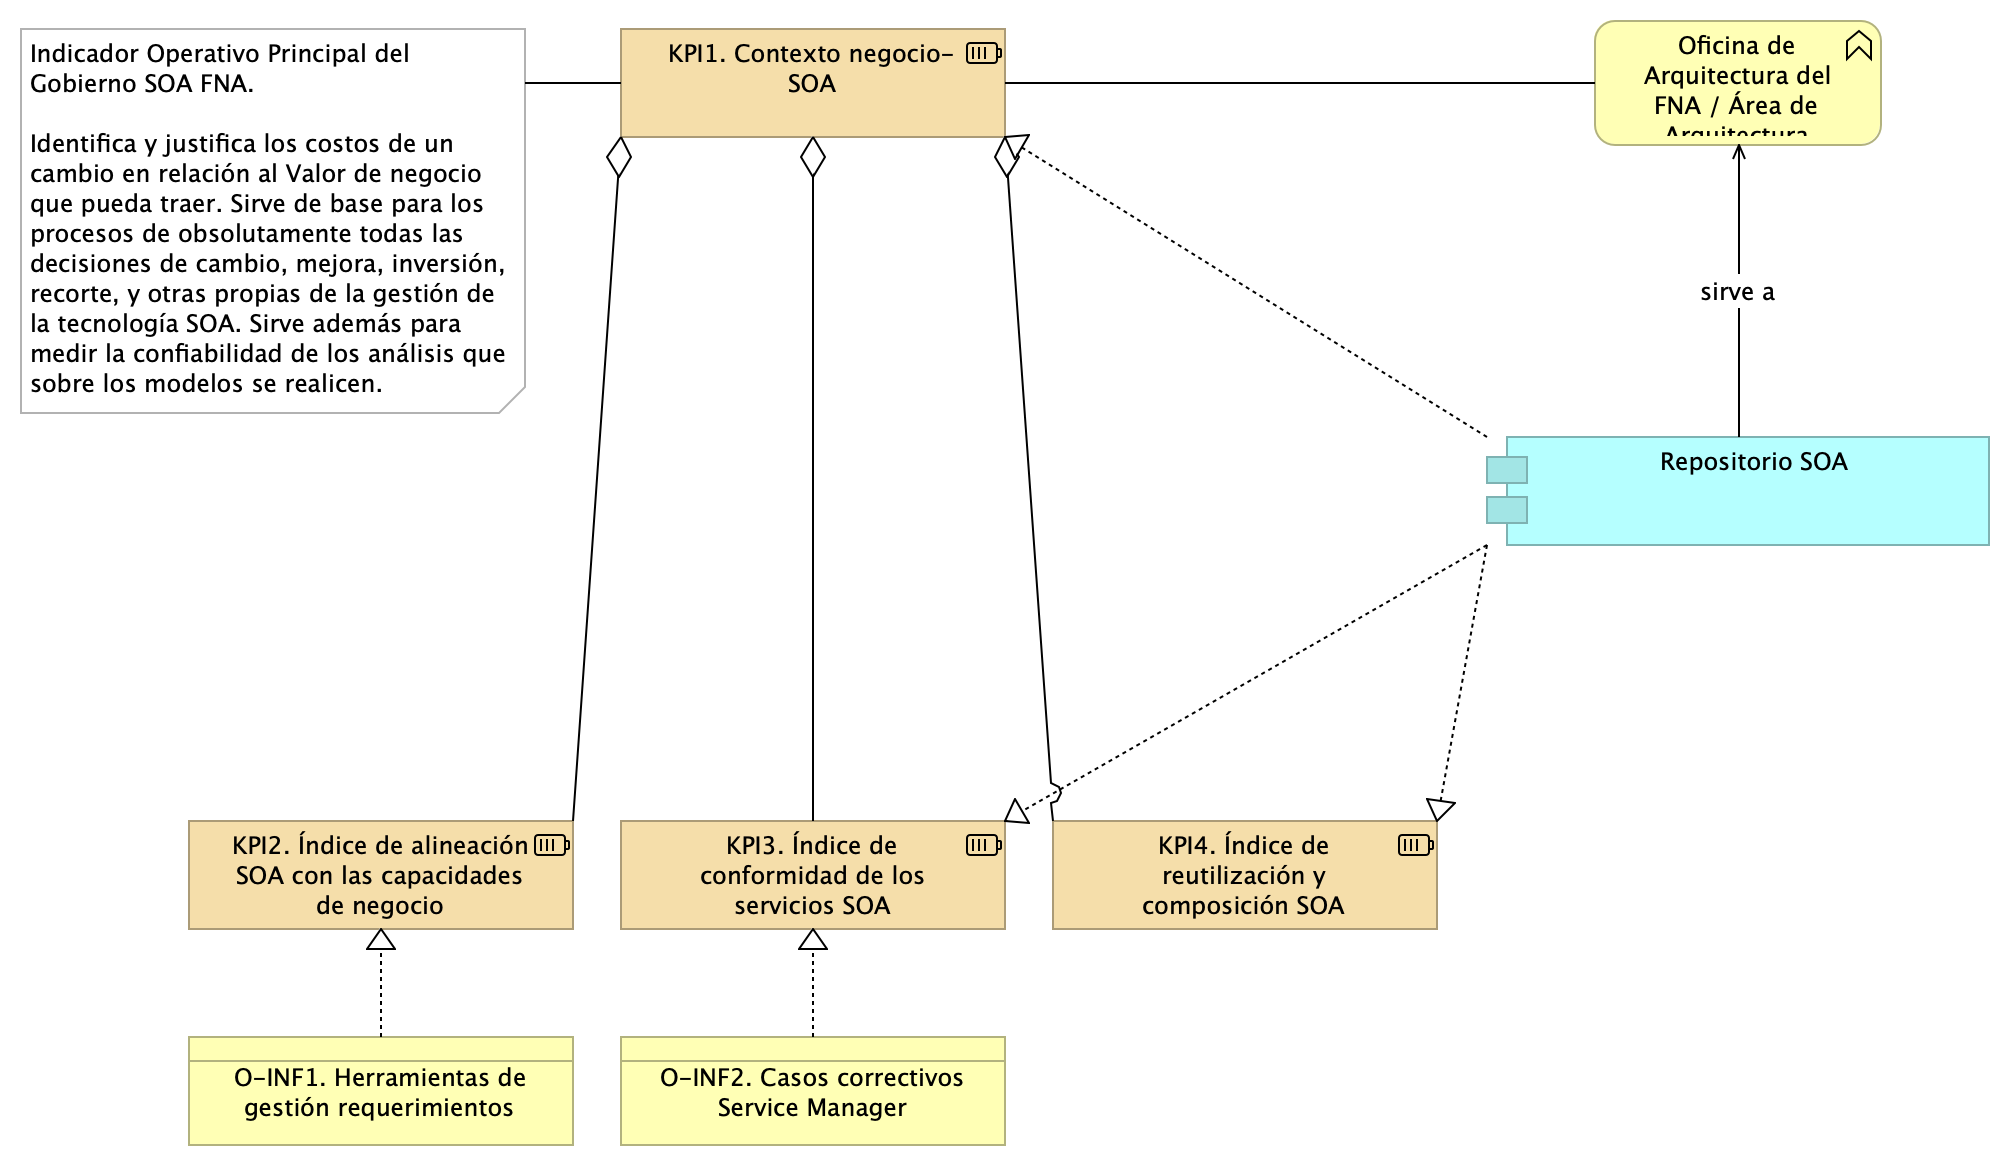 Indicador Operativo Principal del
Gobierno SOA FNA.
Identifica y justifica los costos de un
cambio en relación al Valor de negocio
que pueda traer. Sirve de base para los
procesos de obsolutamente todas las
decisiones de cambio, mejora, inversión,
recorte, y otras propias de la gestión de
la tecnología SOA. Sirve además para
medir la confiabilidad de los análisis que
sobre los modelos se realicen.
KPI1. Contexto negocio-
SOA
Oficina de
Arquitectura del
FNA / Área de
Arquitectura
sirve a
Repositorio SOA
KPI2. Índice de alineación
SOA con las capacidades
de negocio
KPI3. Índice de
conformidad de los
servicios SOA
KPI4. Índice de
reutilización y
composición SOA
O-INF1. Herramientas de
gestión requerimientos
O-INF2. Casos correctivos
Service Manager